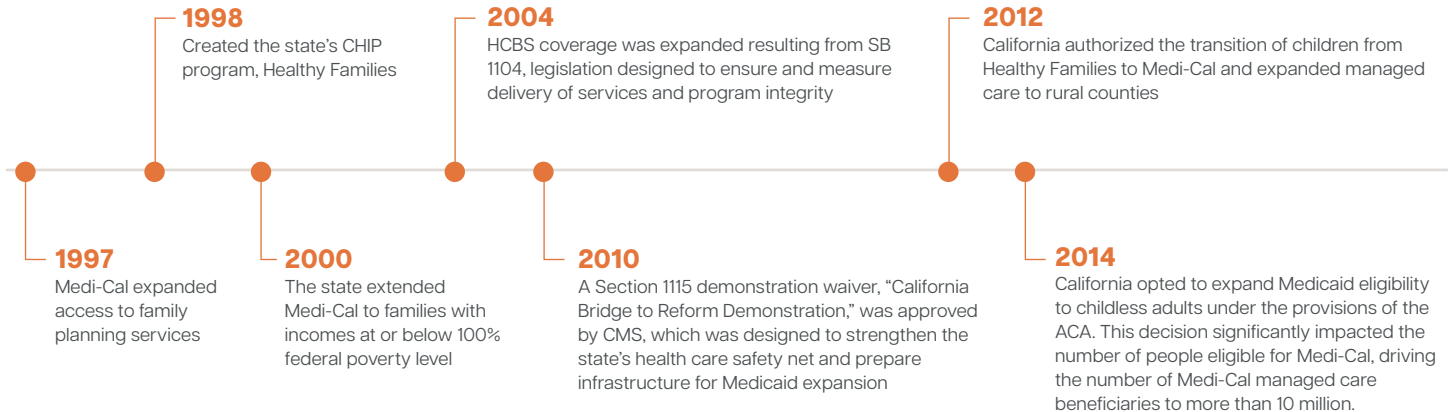 1998
Created the state's CHIP
program, Healthy Families
2004
HCBS coverage was expanded resulting from SB
1104, legislation designed to ensure and measure
delivery of services and program integrity
2012
California authorized the transition of children from
Healthy Families to Medi-Cal and expanded managed
care to rural counties
1997
Medi-Cal expanded
access to family
planning services
2000
The state extended
Medi-Cal to families with
incomes at or below 100%
federal poverty level
2010
A Section 1115 demonstration waiver, “California
Bridge to Reform Demonstration,” was approved
by CMS, which was designed to strengthen the
state's health care safety net and prepare
infrastructure for Medicaid expansion
2014
California opted to expand Medicaid eligibility
to childless adults under the provisions of the
ACA. This decision significantly impacted the
number of people eligible for Medi-Cal, driving
the number of Medi-Cal managed care
beneficiaries to more than 10 million.